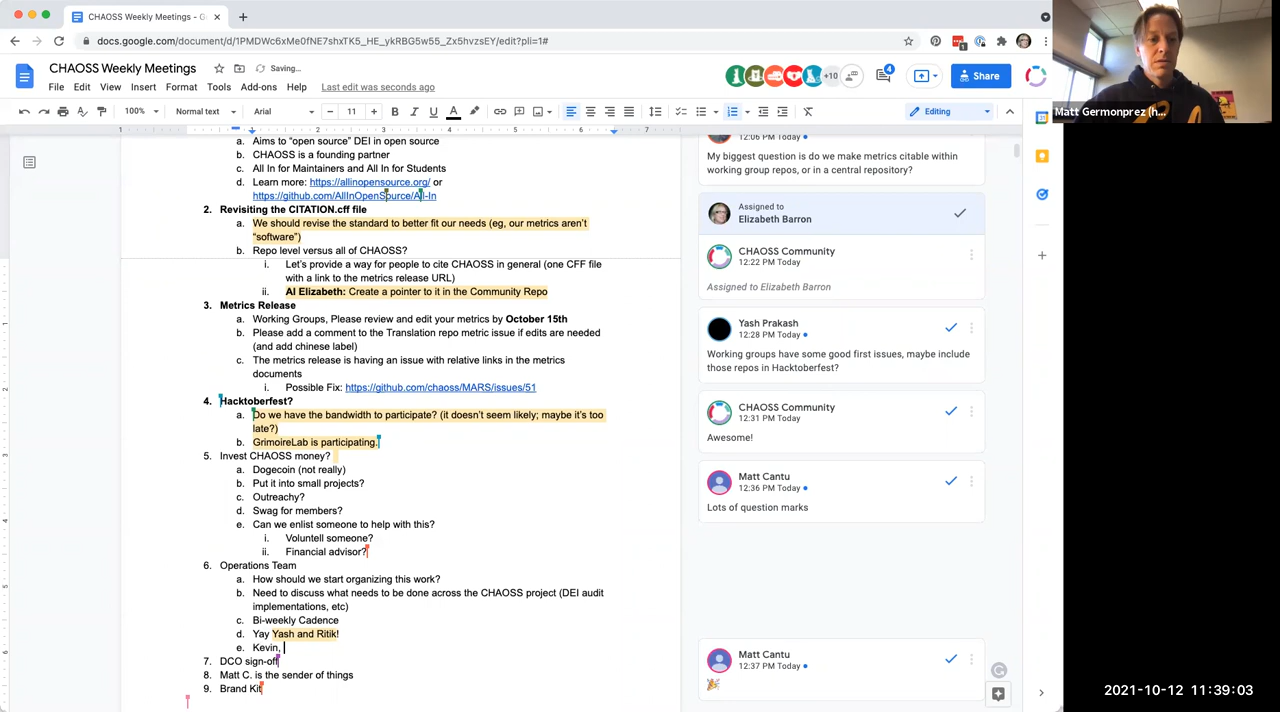 CHAOSS Weekly Meetings - G
docs.google.com/document/d/1PMDWc6xMe0fNE7shxTK5_HE_ykRBG5w55_Zx5hvzsEY/edit?pli=1#
CHAOSS Weekly Meetings
Saving...
File Edit View Insert Format Tools Add-ons Help Last edit was seconds ago
+10
4
Share
100% Normal text Arial 11 Editing
1 1 2 3 4 5 6 7
a. Aims to “open source” DEI in open source
b. CHAOSS is a founding partner
c. All In for Maintainers and All In for Students
d. Learn more: https://allinopensource.org/ or
https://github.com/AllInOpenSource/All-In
2. Revisiting the CITATION.cff file
a. We should revise the standard to better fit our needs (eg, our metrics aren’t
“software”)
b. Repo level versus all of CHAOSS?
i. Let’s provide a way for people to cite CHAOSS in general (one CFF file
with a link to the metrics release URL)
ii. AI Elizabeth: Create a pointer to it in the Community Repo
3. Metrics Release
a. Working Groups, Please review and edit your metrics by October 15th
b. Please add a comment to the Translation repo metric issue if edits are needed
(and add chinese label)
c. The metrics release is having an issue with relative links in the metrics
documents
i. Possible Fix: https://github.com/chaoss/MARS/issues/51
4. Hacktoberfest?
a. Do we have the bandwidth to participate? (it doesn’t seem likely; maybe it’s too
late?)
b. GrimoireLab is participating.
5. Invest CHAOSS money?
a. Dogecoin (not really)
b. Put it into small projects?
c. Outreachy?
d. Swag for members?
e. Can we enlist someone to help with this?
i. Voluntell someone?
ii. Financial advisor?
6. Operations Team
a. How should we start organizing this work?
b. Need to discuss what needs to be done across the CHAOSS project (DEI audit
implementations, etc)
c. Bi-weekly Cadence
d. Yay Yash and Ritik!
e. Kevin,
7. DCO sign-off
8. Matt C. is the sender of things
9. Brand Kit
12:06 PM Today
My biggest question is do we make metrics citable within
working group repos, or in a central repository?
Assigned to
Elizabeth Barron
CHAOSS Community
12:22 PM Today
Assigned to Elizabeth Barron
Yash Prakash
12:28 PM Today
Working groups have some good first issues, maybe include
those repos in Hacktoberfest?
CHAOSS Community
12:31 PM Today
Awesome!
Matt Cantu
12:36 PM Today
Lots of question marks
Matt Cantu
12:37 PM Today
Matt Germonprez (h...
2021-10-12 11:39:03